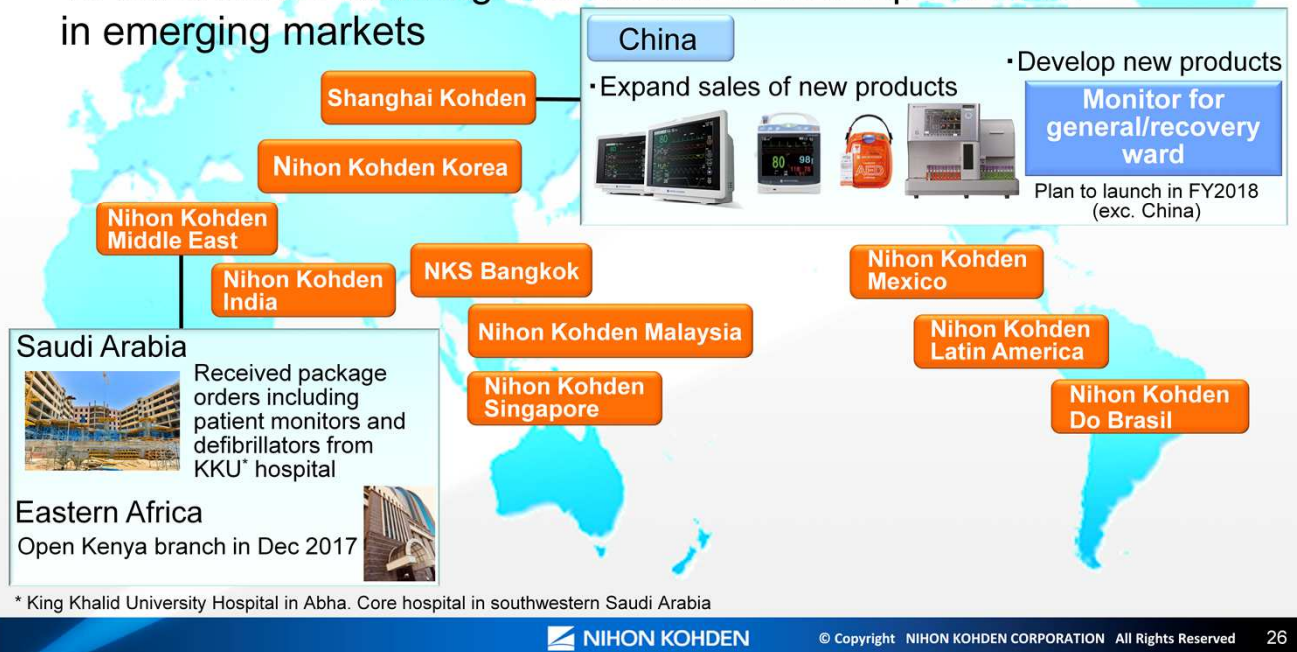 in emerging markets
China
・Expand sales of new products
・Develop new products
Monitor for
general/recovery
ward
Plan to launch in FY2018
(exc. China)
80
98
AED
Shanghai Kohden
Nihon Kohden Korea
Nihon Kohden
Middle East
Nihon Kohden
India
NKS Bangkok
Nihon Kohden Malaysia
Nihon Kohden
Singapore
Nihon Kohden
Mexico
Nihon Kohden
Latin America
Nihon Kohden
Do Brasil
Saudi Arabia
Received package
orders including
patient monitors and
defibrillators from
KKU* hospital
Eastern Africa
Open Kenya branch in Dec 2017
* King Khalid University Hospital in Abha. Core hospital in southwestern Saudi Arabia
NIHON KOHDEN
© Copyright NIHON KOHDEN CORPORATION All Rights Reserved 26